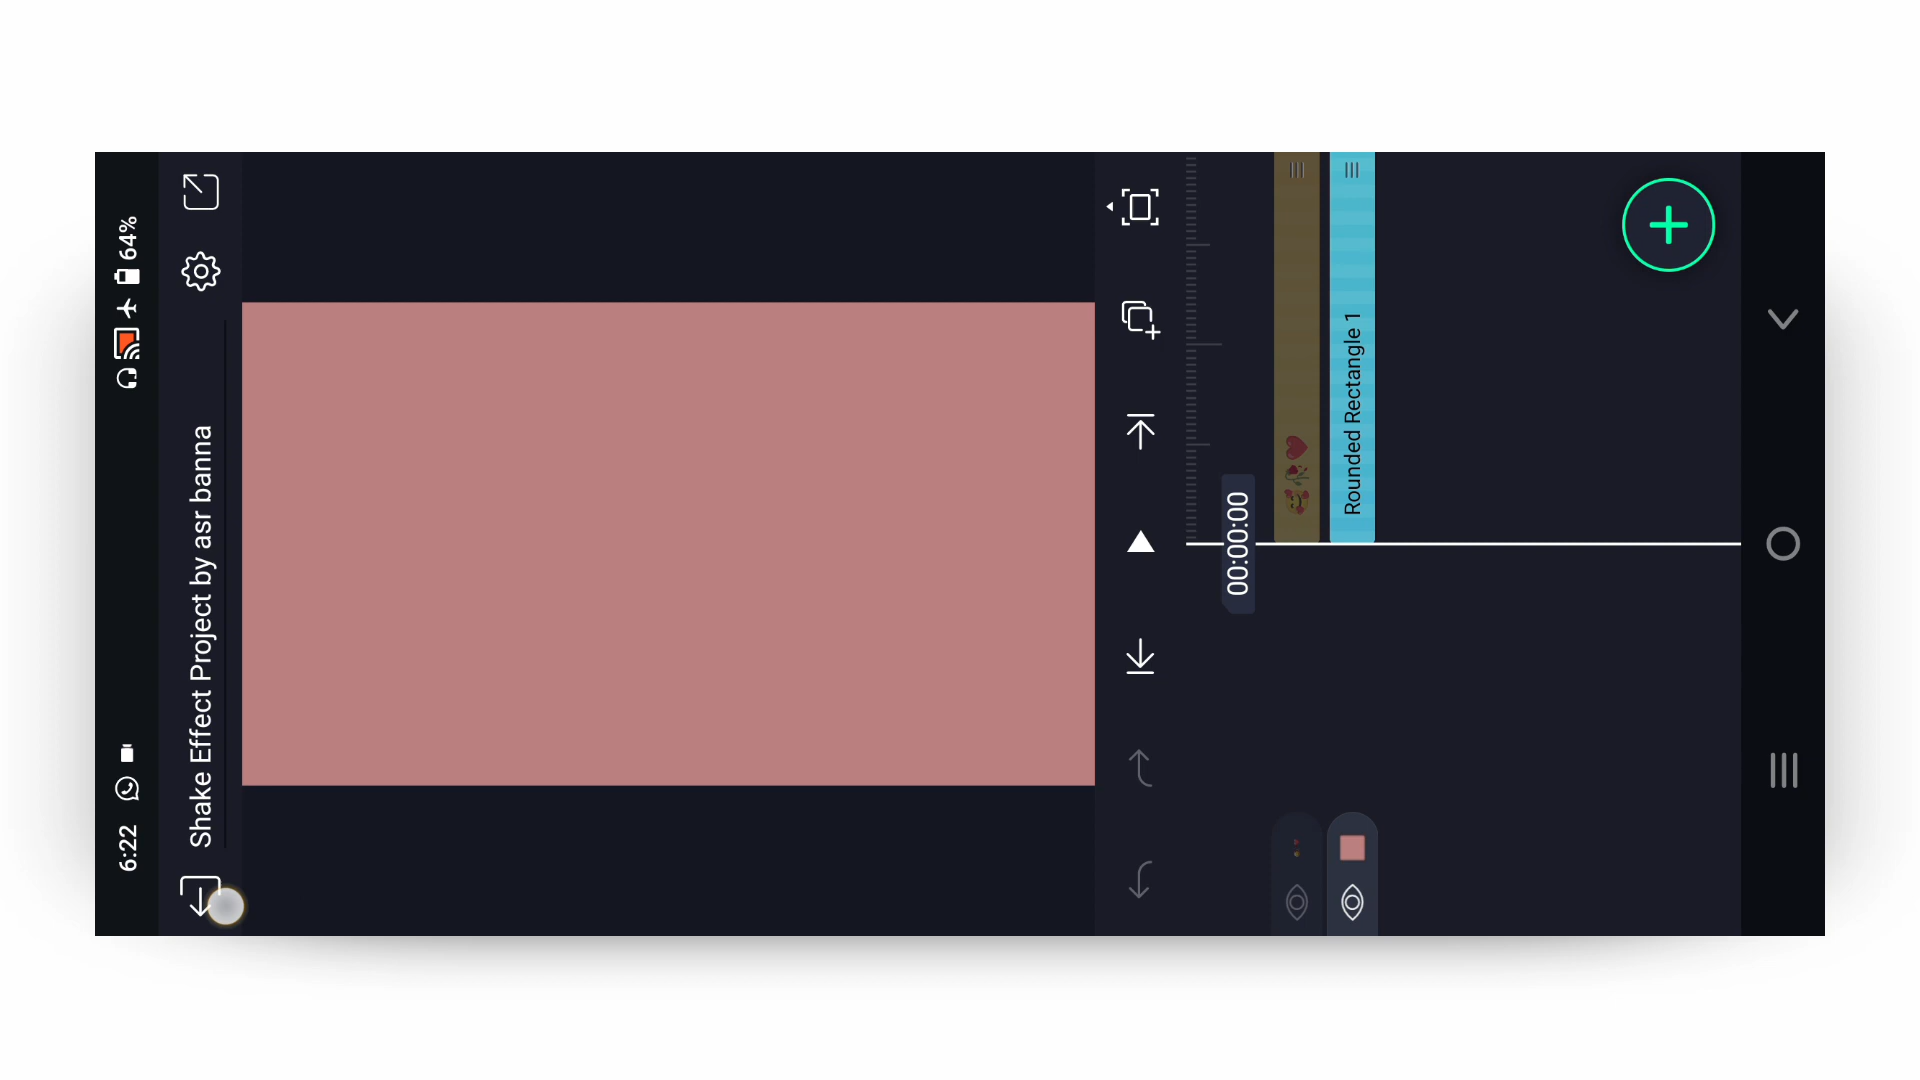 6:22
64%
Shake Effect Project by asr banna
00:00:00
🥰🌹❤️
Rounded Rectangle 1